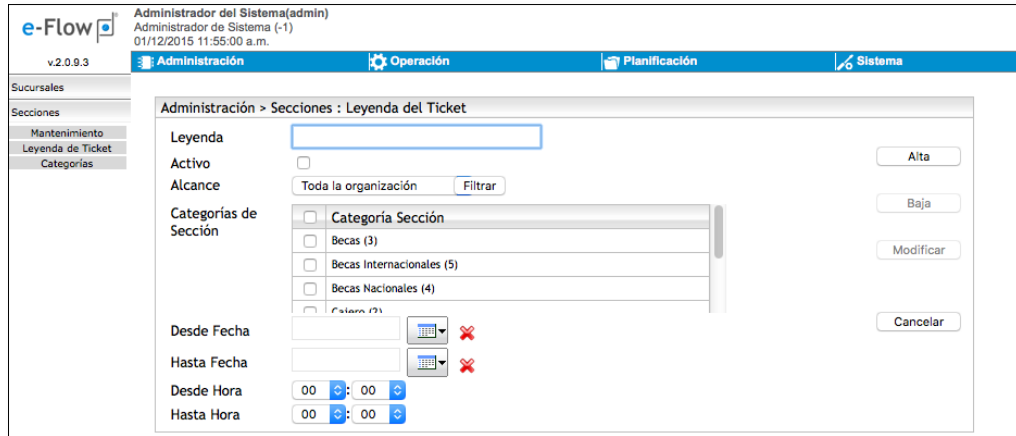 e-Flow
Administrador del Sistema(admin)
Administrador de Sistema (-1)
01/12/2015 11:55:00 a.m.
v.2.0.9.3
Administración Operación Planificación Sistema
Sucursales
Secciones
Mantenimiento
Leyenda de Ticket
Categorías
Administración > Secciones : Leyenda del Ticket
Leyenda
Activo
Alcance Toda la organización Filtrar
Categorías de
Sección
Categoría Sección
Becas (3)
Becas Internacionales (5)
Becas Nacionales (4)
Cajero (2)
Desde Fecha
Hasta Fecha
Desde Hora 00 : 00
Hasta Hora 00 : 00
Alta
Baja
Modificar
Cancelar